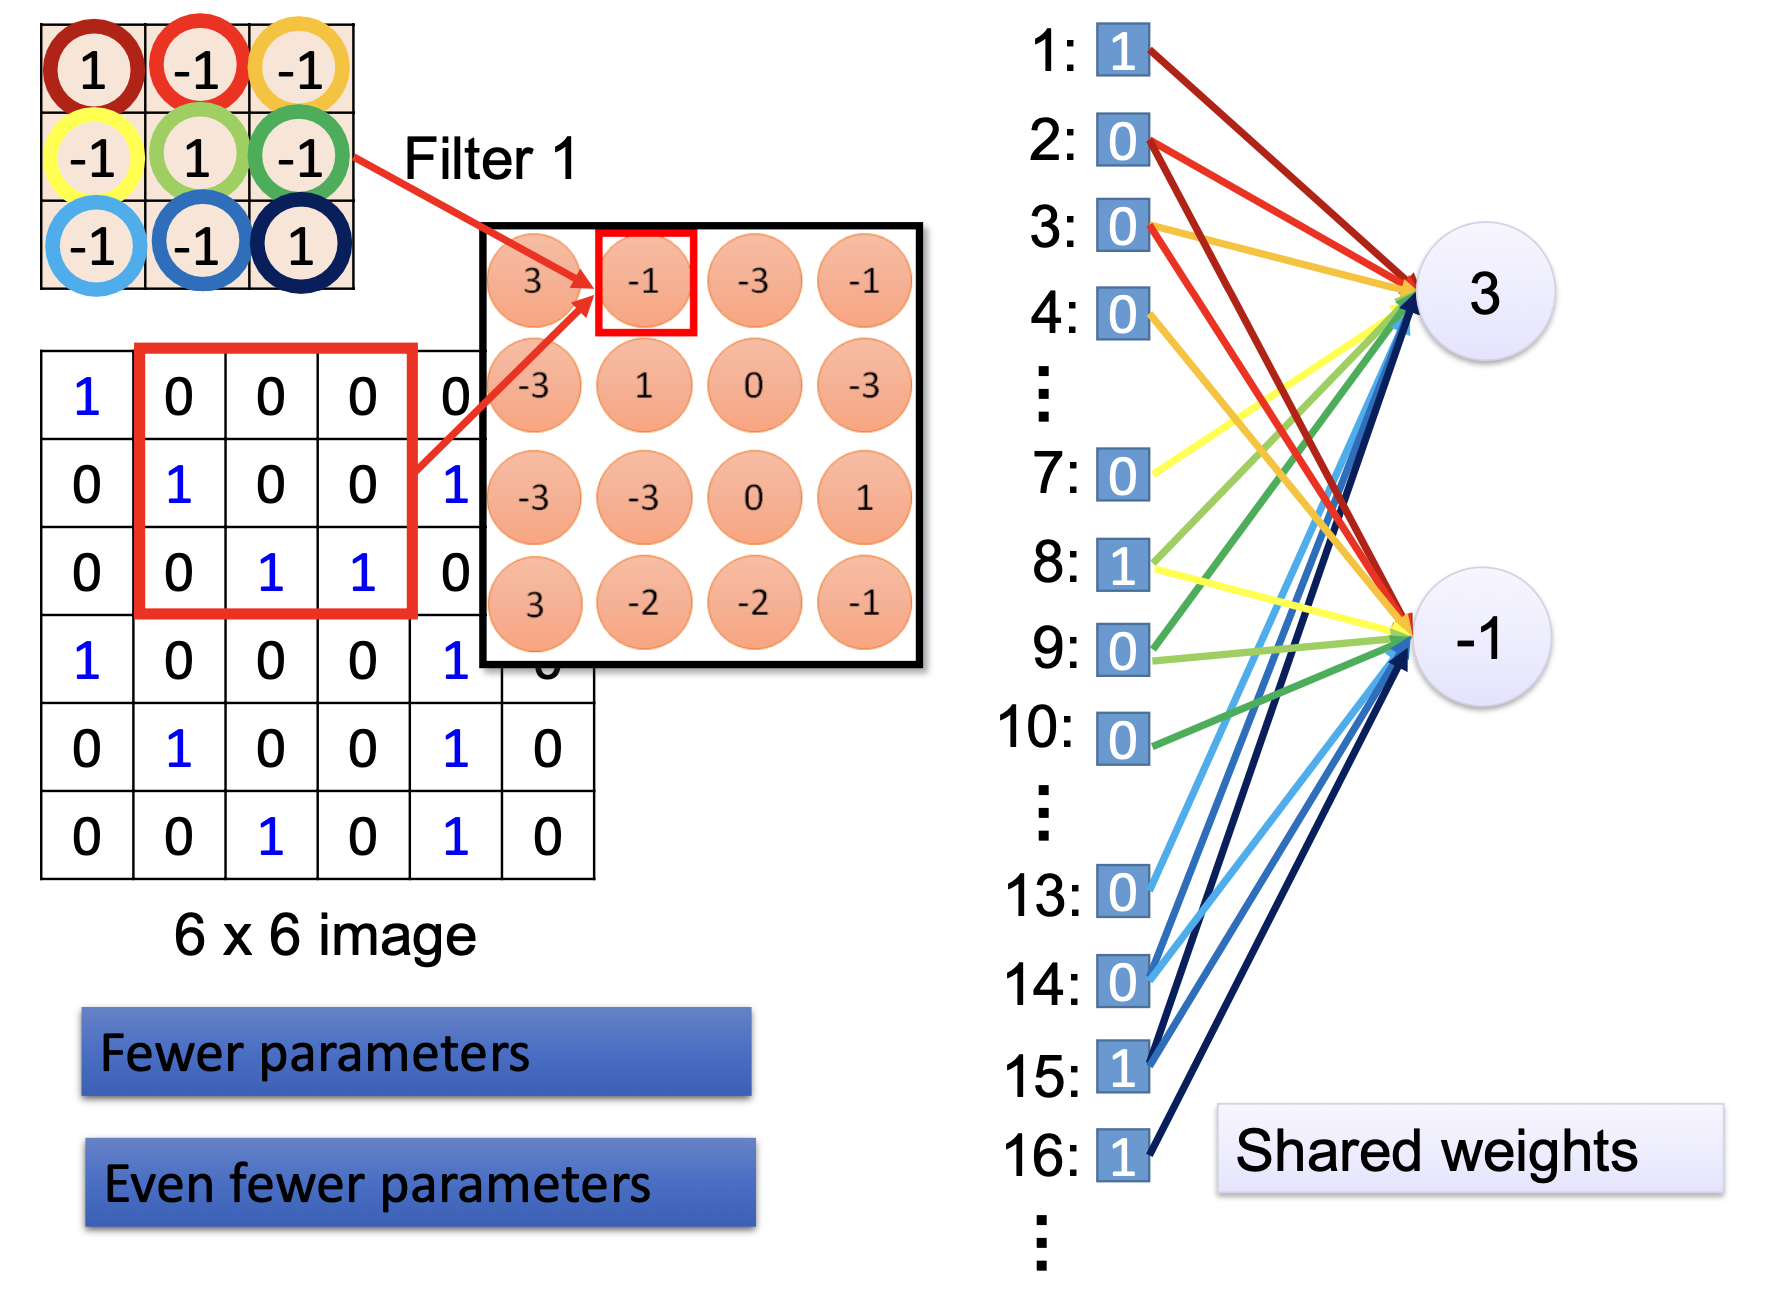 1 -1 -1
-1 1 -1
-1 -1 1
Filter 1
3 -1 -3 -1
-3 1 0 -3
-3 -3 0 1
3 -2 -2 -1
1 0 0 0 0
0 1 0 0 1
0 0 1 1 0
1 0 0 0 1 0
0 1 0 0 1 0
0 0 1 0 1 0
6 x 6 image
Fewer parameters
Even fewer parameters
1: 1
2: 0
3: 0
4: 0
⋮
7: 0
8: 1
9: 0
10: 0
⋮
13: 0
14: 0
15: 1
16: 1
⋮
3
-1
Shared weights